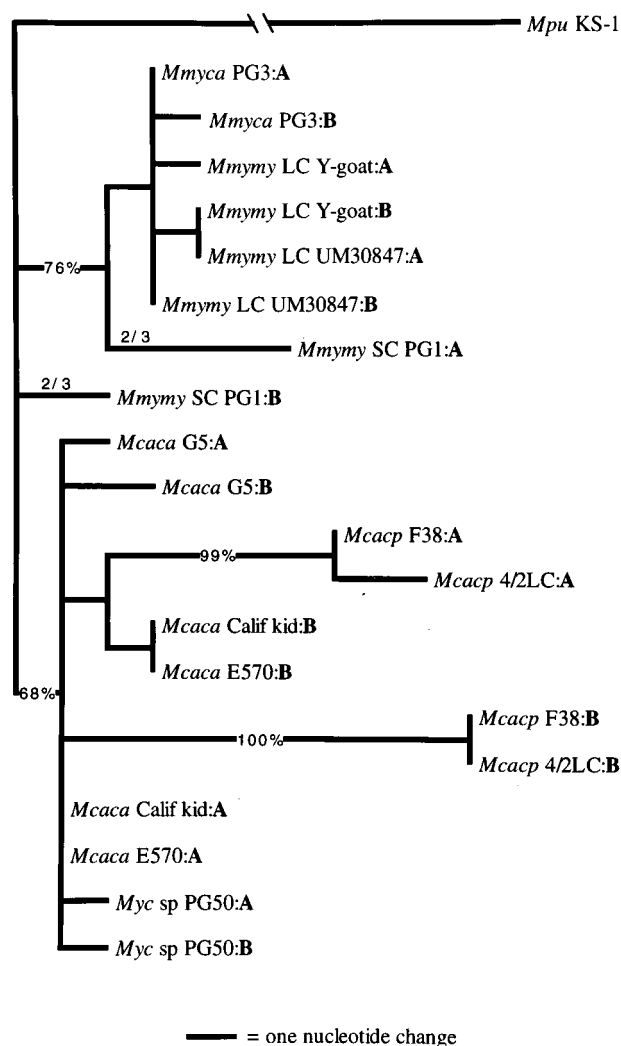 Mpu KS-1
Mmyca PG3:A
Mmyca PG3:B
Mmymy LC Y-goat:A
Mmymy LC Y-goat:B
Mmymy LC UM30847:A
76%
Mmymy LC UM30847:B
2/3
Mmymy SC PG1:A
2/3
Mmymy SC PG1:B
Mcaca G5:A
Mcaca G5:B
Mcacp F38:A
99%
Mcacp 4/2LC:A
Mcaca Calif kid:B
Mcaca E570:B
68%
Mcacp F38:B
100%
Mcacp 4/2LC:B
Mcaca Calif kid:A
Mcaca E570:A
Myc sp PG50:A
Myc sp PG50:B
= one nucleotide change